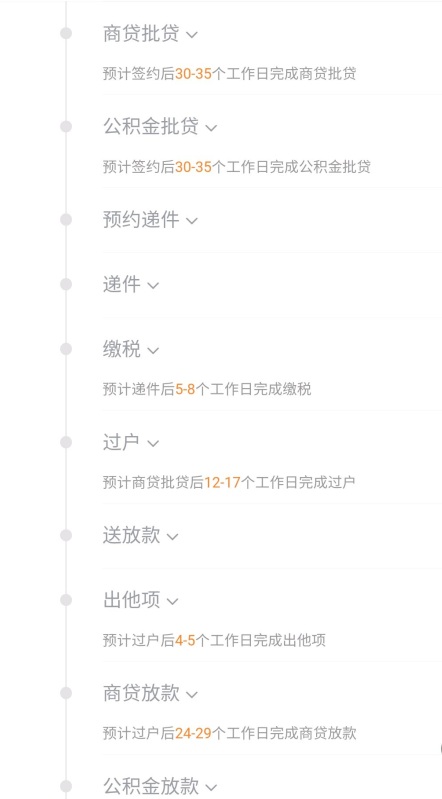 商贷批贷
预计签约后30-35个工作日完成商贷批贷
公积金批贷
预计签约后30-35个工作日完成公积金批贷
预约递件
递件
缴税
预计递件后5-8个工作日完成缴税
过户
预计商贷批贷后12-17个工作日完成过户
送放款
出他项
预计过户后4-5个工作日完成出他项
商贷放款
预计过户后24-29个工作日完成商贷放款
公积金放款